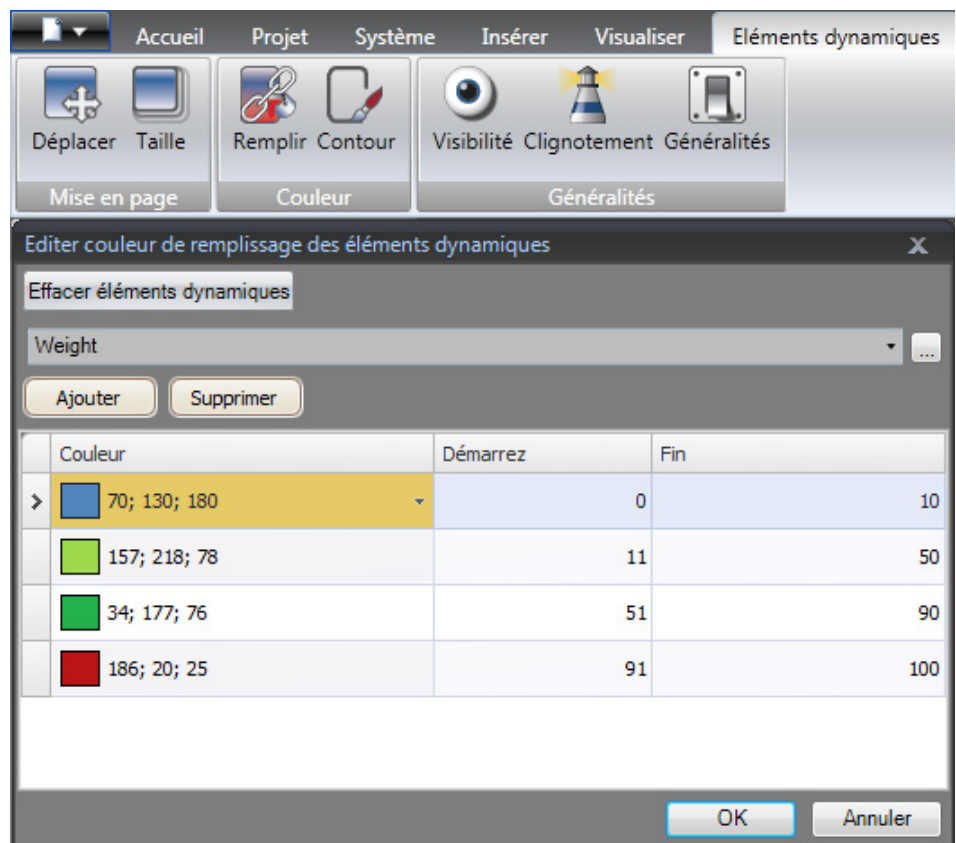 Accueil Projet Système Insérer Visualiser Eléments dynamiques
Déplacer Taille Remplir Contour Visibilité Clignotement Généralités
Mise en page Couleur Généralités
Editer couleur de remplissage des éléments dynamiques x
Effacer éléments dynamiques
Weight ...
Ajouter Supprimer
Couleur Démarrez Fin
70; 130; 180 0 10
157; 218; 78 11 50
34; 177; 76 51 90
186; 20; 25 91 100
OK Annuler